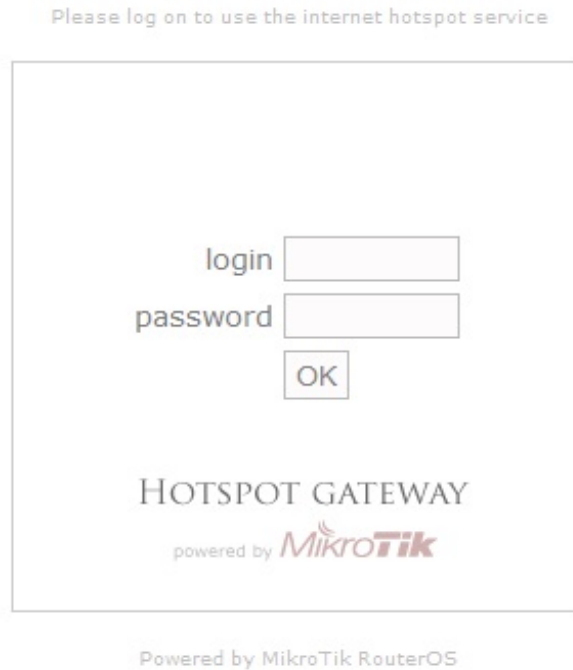 Please log on to use the internet hotspot service
login
password
OK
HOTSPOT GATEWAY
powered by MikroTik
Powered by MikroTik RouterOS